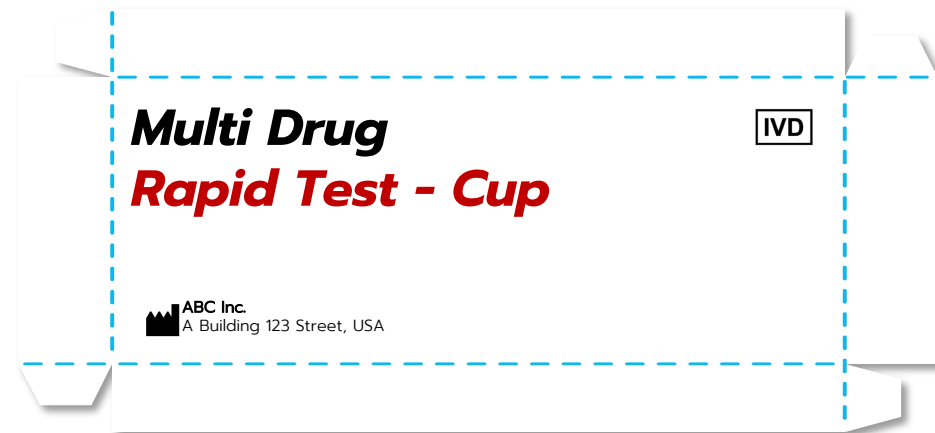 Multi Drug
IVD
Rapid Test - Cup
ABC Inc.
A Building 123 Street, USA